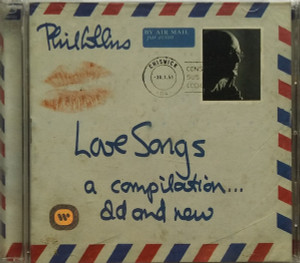 Phil Collins
BY AIR MAIL
PAR AVION
CHISWICK
Love Songs
a compilation...
old and new